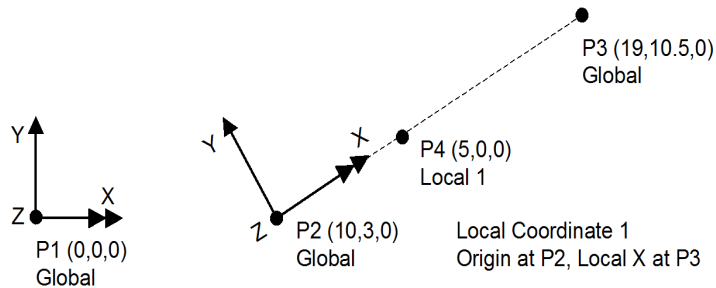 P3 (19,10.5,0)
Global
Y
X
Z
P1 (0,0,0)
Global
Y
X
Z
P2 (10,3,0)
Global
P4 (5,0,0)
Local 1
Local Coordinate 1
Origin at P2, Local X at P3